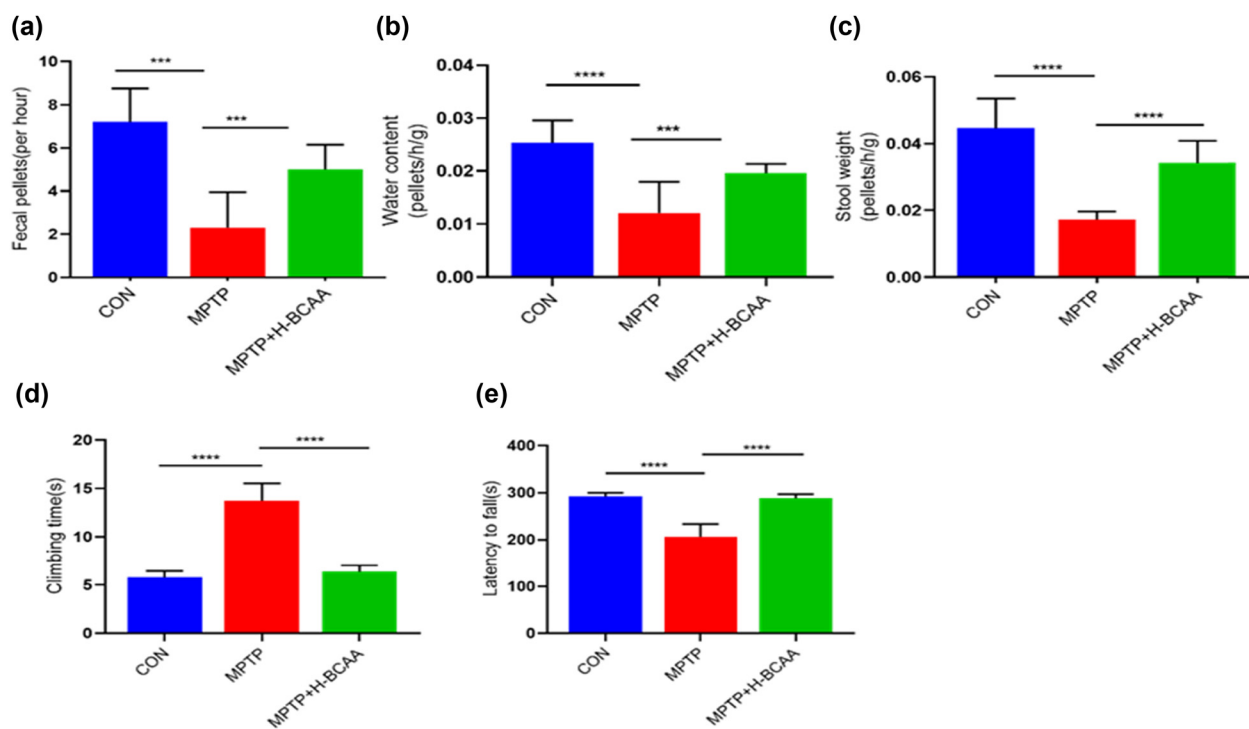 (a)
Fecal pellets(per hour)
10
8
6
4
2
0
***
***
CON
MPTP
MPTP+H-BCAA
(b)
Water content
(pellets/h/g)
0.04
0.03
0.02
0.01
0.00
****
***
CON
MPTP
MPTP+H-BCAA
(c)
Stool weight
(pellets/h/g)
0.06
0.04
0.02
0.00
****
****
CON
MPTP
MPTP+H-BCAA
(d)
Climbing time(s)
20
15
10
5
0
****
****
CON
MPTP
MPTP+H-BCAA
(e)
Latency to fall(s)
400
300
200
100
0
****
****
CON
MPTP
MPTP+H-BCAA